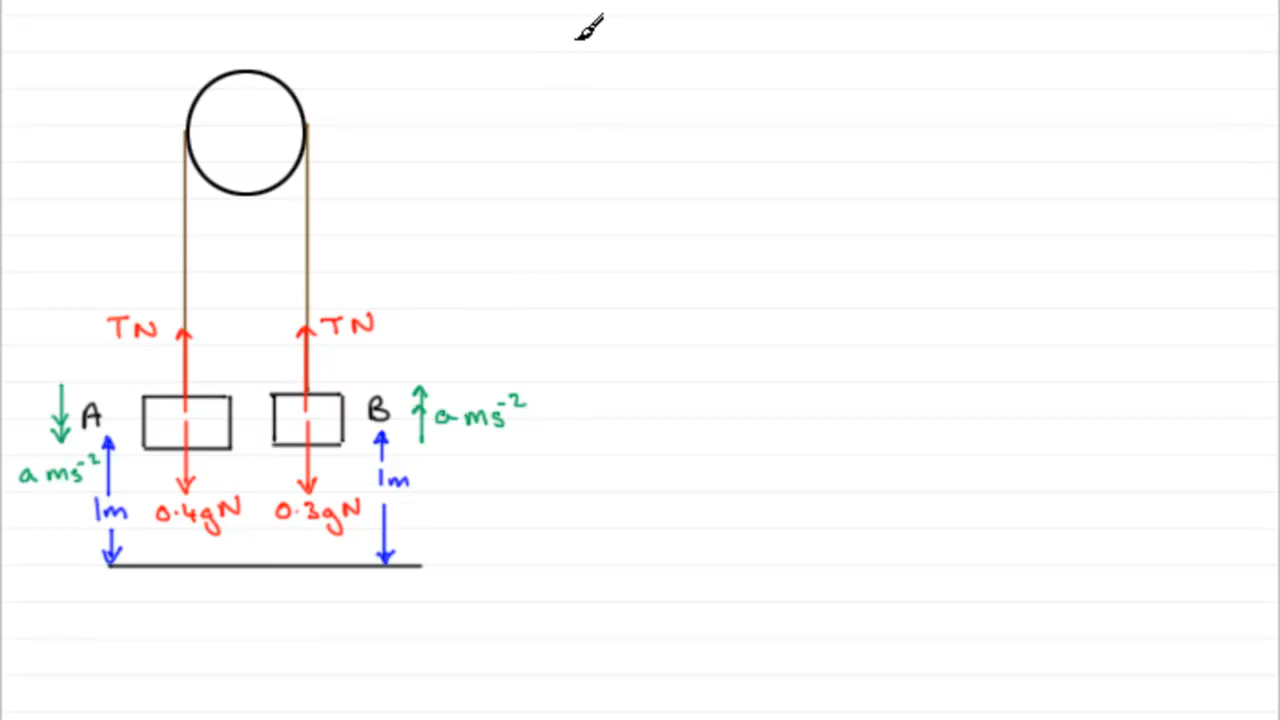 TN TN
A B a ms⁻²
a ms⁻² 1m
1m 0.4gN 0.3gN